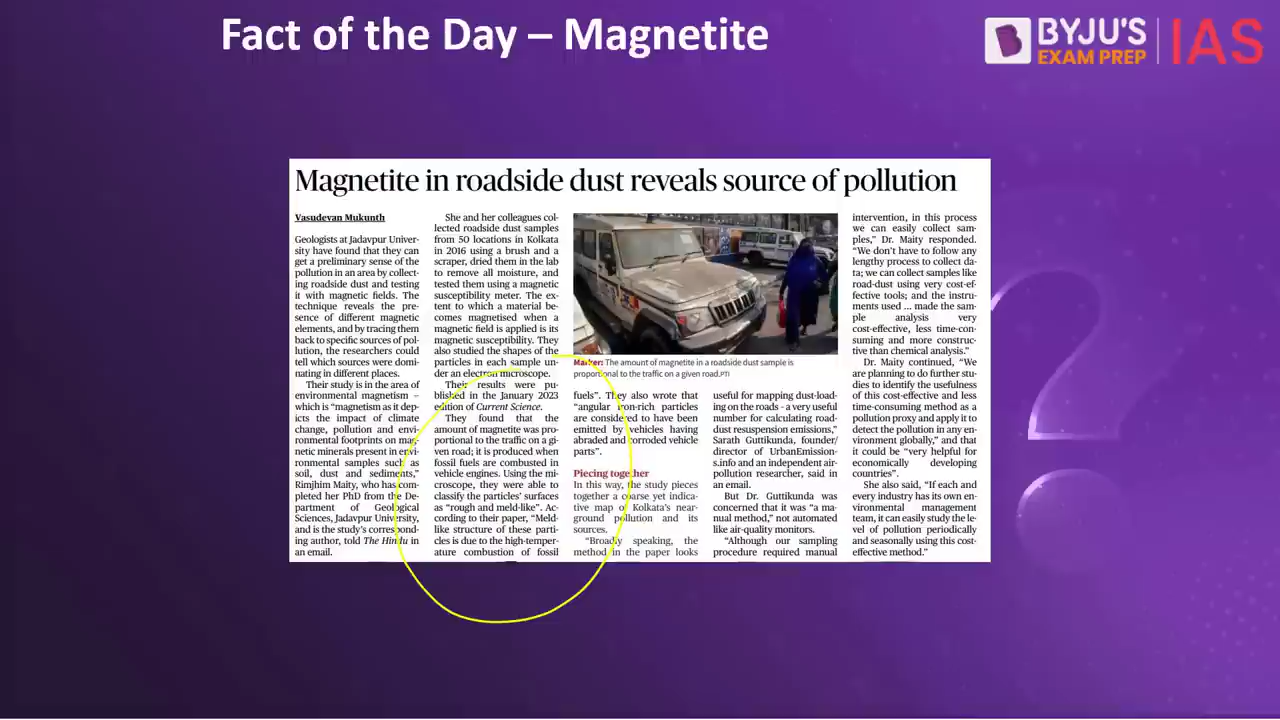 Fact of the Day – Magnetite
BYJU'S
EXAM PREP
IAS
Magnetite in roadside dust reveals source of pollution
Vasudevan Mukunth
Geologists at Jadavpur Univer-
sity have found that they can
get a preliminary sense of the
pollution in an area by collect-
ing roadside dust and testing
it with magnetic fields. The
technique reveals the pre-
sence of different magnetic
elements, and by tracing them
back to specific sources of pol-
lution, the researchers could
tell which sources were domi-
nating in different places.
Their study is in the area of
environmental magnetism –
which is "magnetism as it dep-
icts the impact of climate
change, pollution and envi-
ronmental footprints on mag-
netic minerals present in envi-
ronmental samples such as
soil, dust and sediments,"
Rimjhim Maity, who has com-
pleted her PhD from the De-
partment of Geological
Sciences, Jadavpur University,
and is the study's correspond-
ing author, told The Hindu in
an email.
She and her colleagues col-
lected roadside dust samples
from 50 locations in Kolkata
in 2016 using a brush and a
scraper, dried them in the lab
to remove all moisture, and
tested them using a magnetic
susceptibility meter. The ex-
tent to which a material be-
comes magnetised when a
magnetic field is applied is its
magnetic susceptibility. They
also studied the shapes of the
particles in each sample un-
der an electron microscope.
Their results were pu-
blished in the January 2023
edition of Current Science.
They found that the
amount of magnetite was pro-
portional to the traffic on a gi-
ven road; it is produced when
fossil fuels are combusted in
vehicle engines. Using the mi-
croscope, they were able to
classify the particles' surfaces
as "rough and meld-like". Ac-
cording to their paper, "Meld-
like structure of these parti-
cles is due to the high-temper-
ature combustion of fossil
Marker: The amount of magnetite in a roadside dust sample is
proportional to the traffic on a given road.PTI
fuels". They also wrote that
"angular iron-rich particles
are considered to have been
emitted by vehicles having
abraded and corroded vehicle
parts".
Piecing together
In this way, the study pieces
together a coarse yet indica-
tive map of Kolkata's near-
ground pollution and its
sources.
"Broadly speaking, the
method in the paper looks
useful for mapping dust-load-
ing on the roads – a very useful
number for calculating road-
dust resuspension emissions,"
Sarath Guttikunda, founder/
director of UrbanEmission-
s.info and an independent air-
pollution researcher, said in
an email.
But Dr. Guttikunda was
concerned that it was "a ma-
nual method," not automated
like air-quality monitors.
"Although our sampling
procedure required manual
intervention, in this process
we can easily collect sam-
ples," Dr. Maity responded.
"We don't have to follow any
lengthy process to collect da-
ta; we can collect samples like
road-dust using very cost-ef-
fective tools; and the instru-
ments used ... made the sam-
ple analysis very
cost-effective, less time-con-
suming and more construc-
tive than chemical analysis."
Dr. Maity continued, "We
are planning to do further stu-
dies to identify the usefulness
of this cost-effective and less
time-consuming method as a
pollution proxy and apply it to
detect the pollution in any en-
vironment globally," and that
it could be "very helpful for
economically developing
countries".
She also said, "If each and
every industry has its own en-
vironmental management
team, it can easily study the le-
vel of pollution periodically
and seasonally using this cost-
effective method."